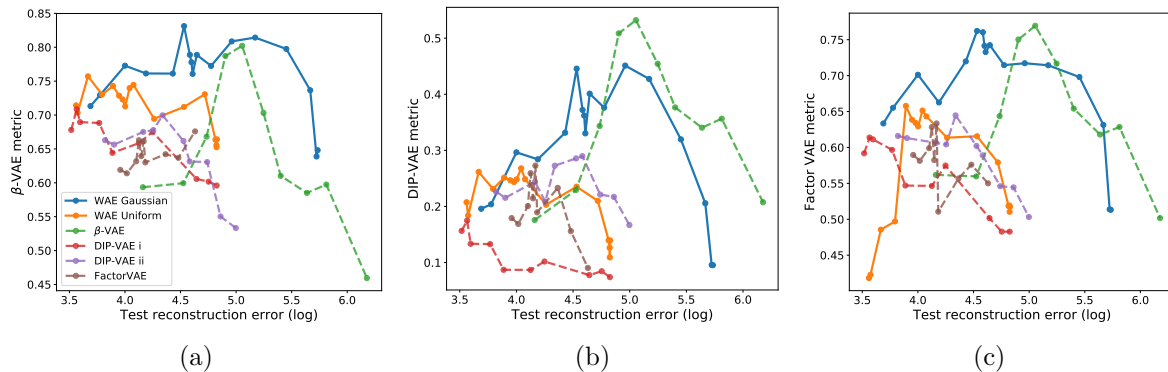 β-VAE metric
0.85
0.80
0.75
0.70
0.65
0.60
0.55
0.50
0.45
WAE Gaussian
WAE Uniform
β-VAE
DIP-VAE i
DIP-VAE ii
FactorVAE
3.5 4.0 4.5 5.0 5.5 6.0
Test reconstruction error (log)
(a)
DIP-VAE metric
0.5
0.4
0.3
0.2
0.1
3.5 4.0 4.5 5.0 5.5 6.0
Test reconstruction error (log)
(b)
Factor VAE metric
0.75
0.70
0.65
0.60
0.55
0.50
0.45
3.5 4.0 4.5 5.0 5.5 6.0
Test reconstruction error (log)
(c)